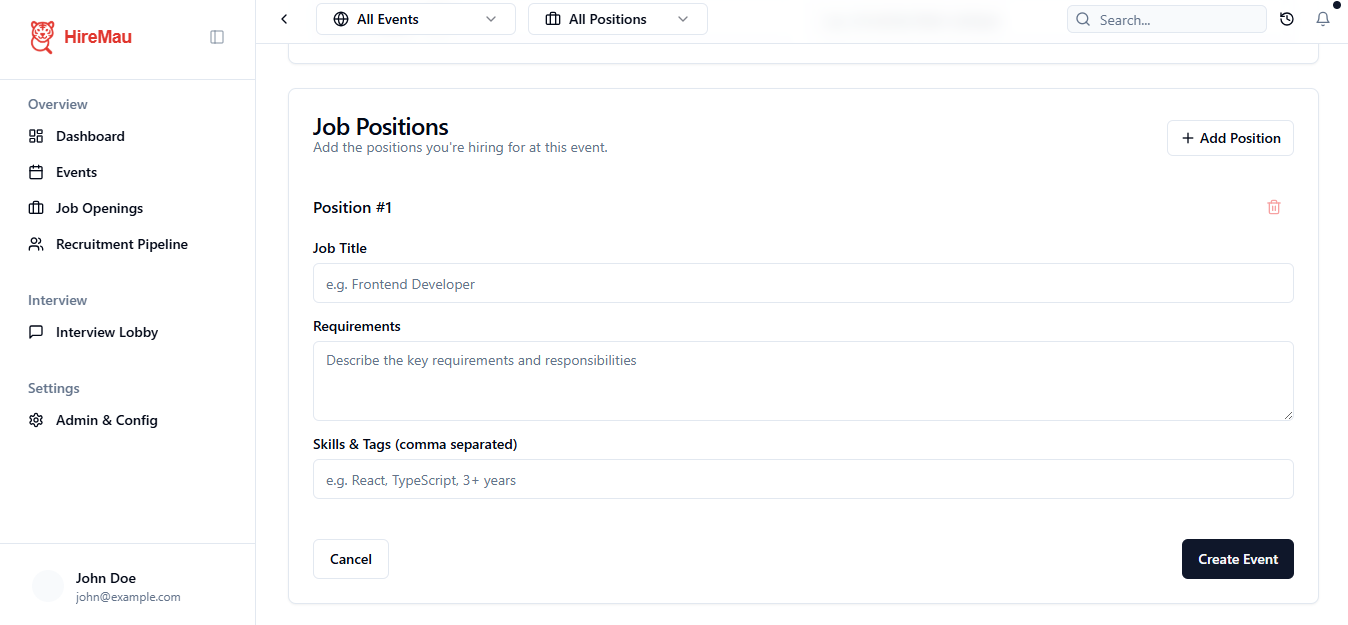 HireMau
All Events
All Positions
Search...
Overview
Dashboard
Events
Job Openings
Recruitment Pipeline
Interview
Interview Lobby
Settings
Admin & Config
John Doe
john@example.com
Job Positions
Add the positions you're hiring for at this event.
+ Add Position
Position #1
Job Title
e.g. Frontend Developer
Requirements
Describe the key requirements and responsibilities
Skills & Tags (comma separated)
e.g. React, TypeScript, 3+ years
Cancel
Create Event